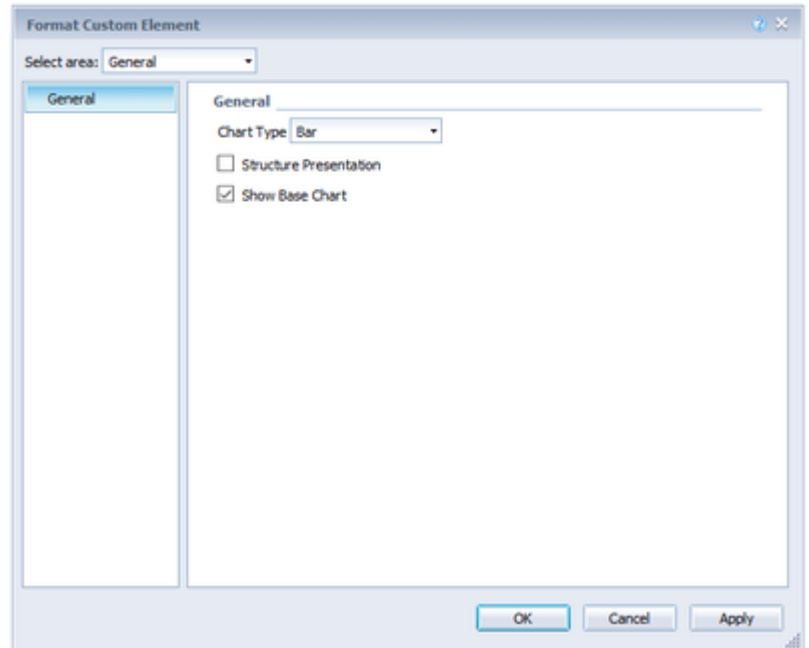 Format Custom Element
Select area: General
General
General
Chart Type Bar
Structure Presentation
Show Base Chart
OK Cancel Apply